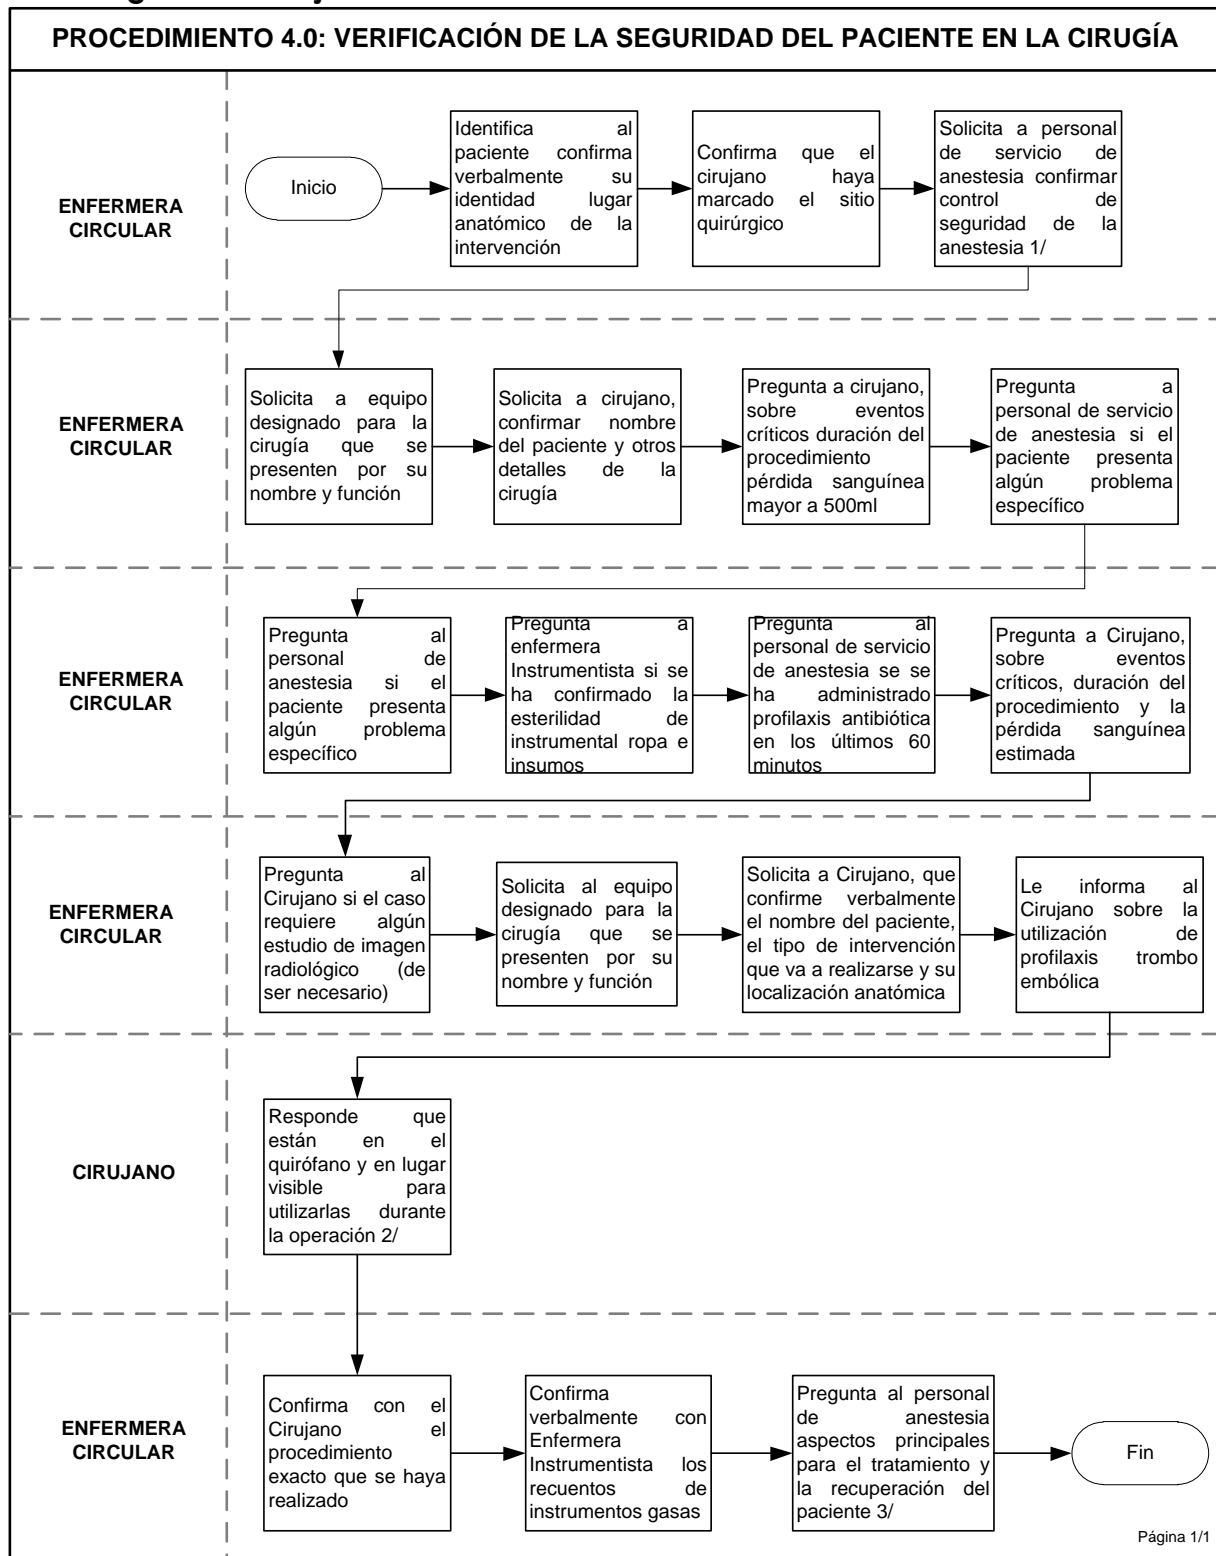 PROCEDIMIENTO 4.0: VERIFICACIÓN DE LA SEGURIDAD DEL PACIENTE EN LA CIRUGÍA
ENFERMERA
CIRCULAR
Inicio
Identifica al
paciente confirma
verbalmente su
identidad lugar
anatómico de la
intervención
Confirma que el
cirujano haya
marcado el sitio
quirúrgico
Solicita a personal
de servicio de
anestesia confirmar
control de
seguridad de la
anestesia 1/
ENFERMERA
CIRCULAR
Solicita a equipo
designado para la
cirugía que se
presenten por su
nombre y función
Solicita a cirujano,
confirmar nombre
del paciente y otros
detalles de la
cirugía
Pregunta a cirujano,
sobre eventos
críticos duración del
procedimiento
pérdida sanguínea
mayor a 500ml
Pregunta a
personal de servicio
de anestesia si el
paciente presenta
algún problema
específico
ENFERMERA
CIRCULAR
Pregunta al
personal de
anestesia si el
paciente presenta
algún problema
específico
Pregunta a
enfermera
Instrumentista si se
ha confirmado la
esterilidad de
instrumental ropa e
insumos
Pregunta al
personal de servicio
de anestesia se se
ha administrado
profilaxis antibiótica
en los últimos 60
minutos
Pregunta a Cirujano,
sobre eventos
críticos, duración del
procedimiento y la
pérdida sanguínea
estimada
ENFERMERA
CIRCULAR
Pregunta al
Cirujano si el caso
requiere algún
estudio de imagen
radiológico (de
ser necesario)
Solicita al equipo
designado para la
cirugía que se
presenten por su
nombre y función
Solicita a Cirujano, que
confirme verbalmente
el nombre del paciente,
el tipo de intervención
que va a realizarse y su
localización anatómica
Le informa al
Cirujano sobre la
utilización de
profilaxis trombo
embólica
CIRUJANO
Responde que
están en el
quirófano y en lugar
visible para
utilizarlas durante
la operación 2/
ENFERMERA
CIRCULAR
Confirma con el
Cirujano el
procedimiento
exacto que se haya
realizado
Confirma
verbalmente con
Enfermera
Instrumentista los
recuentos de
instrumentos gasas
Pregunta al personal
de anestesia
aspectos principales
para el tratamiento y
la recuperación del
paciente 3/
Fin
Página 1/1